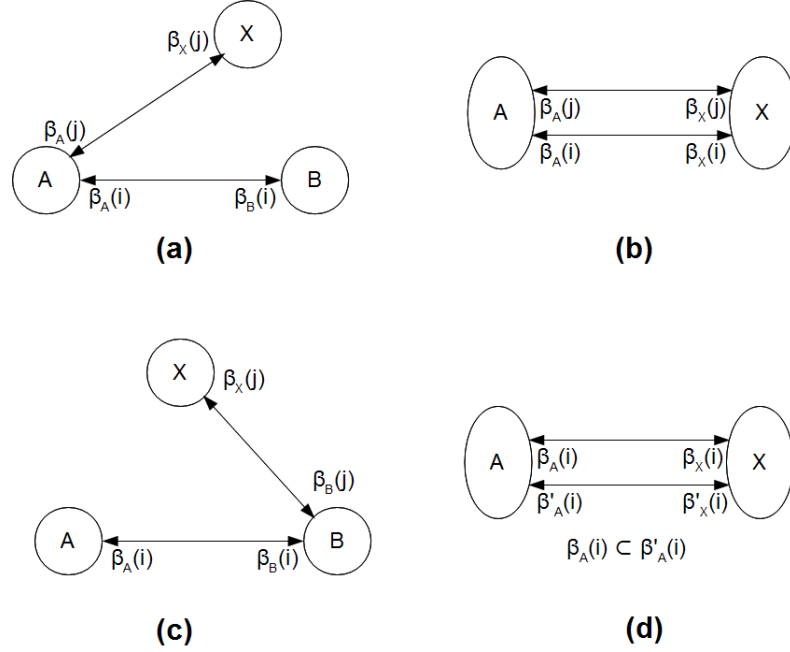 X
β_X(j)
β_A(j)
A
B
β_A(i)
β_B(i)
(a)
A
X
β_A(j)
β_X(j)
β_A(i)
β_X(i)
(b)
X
β_X(j)
β_B(j)
A
B
β_A(i)
β_B(i)
(c)
A
X
β_A(i)
β_X(i)
β'_A(i)
β'_X(i)
β_A(i) ⊂ β'_A(i)
(d)